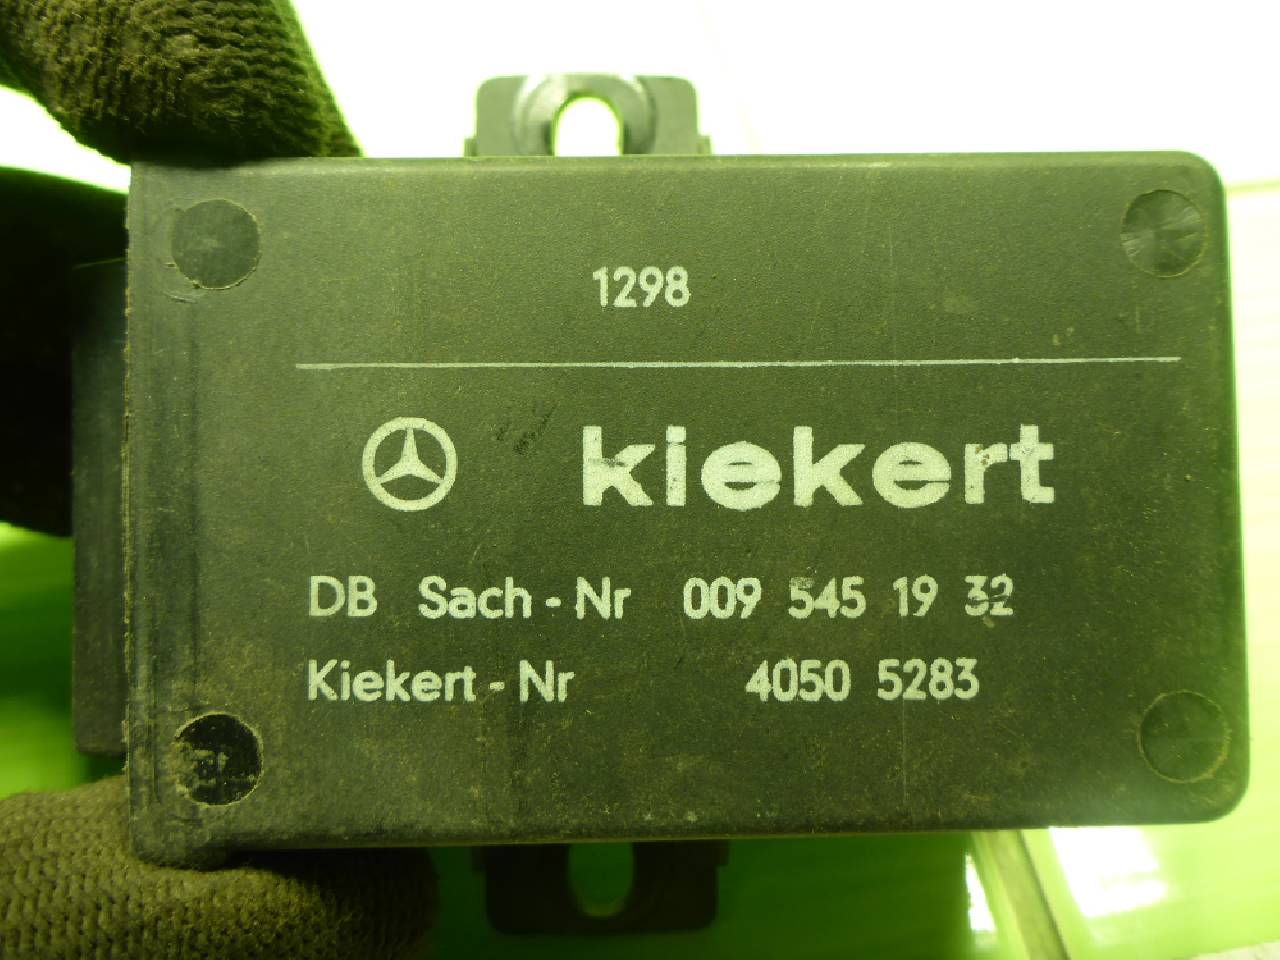 1298
kiekert
DB Sach-Nr 009 545 19 32
Kiekert-Nr 4050 5283